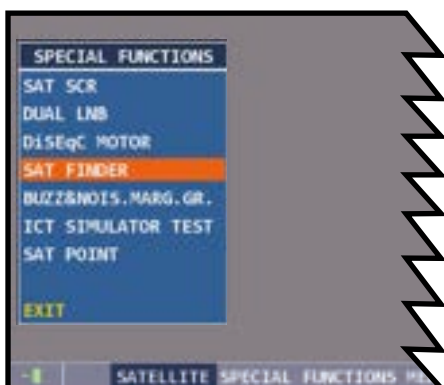 SPECIAL FUNCTIONS
SAT SCR
DUAL LNB
DiSEqC MOTOR
SAT FINDER
BUZZ&NOIS.MARG.GR.
ICT SIMULATOR TEST
SAT POINT
EXIT
SATELLITE SPECIAL FUNCTIONS